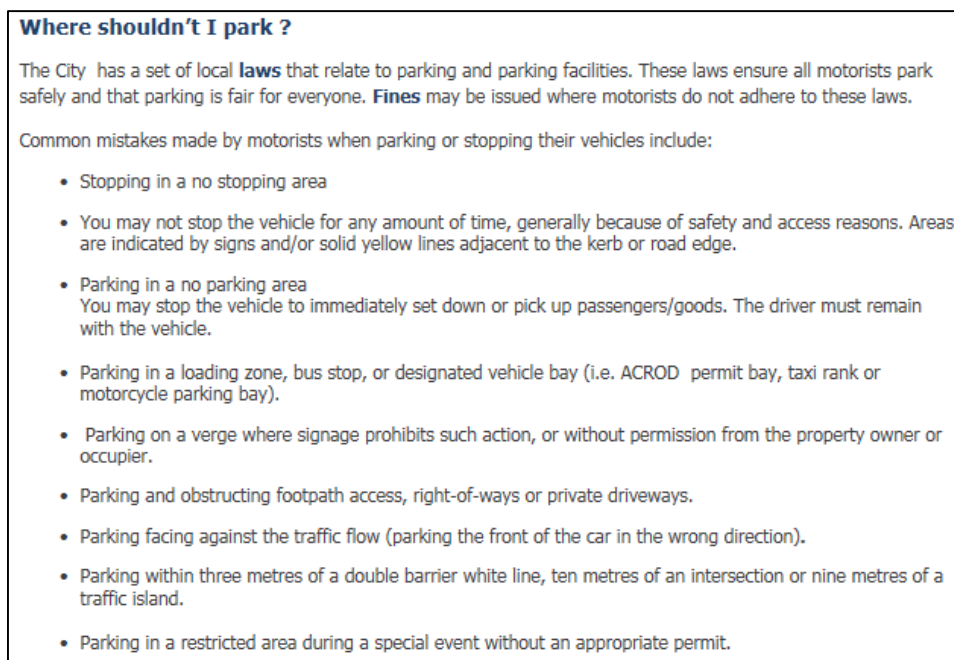 Where shouldn't I park ?
The City  has a set of local laws that relate to parking and parking facilities. These laws ensure all motorists park
safely and that parking is fair for everyone. Fines may be issued where motorists do not adhere to these laws.
Common mistakes made by motorists when parking or stopping their vehicles include:
• Stopping in a no stopping area
• You may not stop the vehicle for any amount of time, generally because of safety and access reasons. Areas
are indicated by signs and/or solid yellow lines adjacent to the kerb or road edge.
• Parking in a no parking area
You may stop the vehicle to immediately set down or pick up passengers/goods. The driver must remain
with the vehicle.
• Parking in a loading zone, bus stop, or designated vehicle bay (i.e. ACROD  permit bay, taxi rank or
motorcycle parking bay).
•  Parking on a verge where signage prohibits such action, or without permission from the property owner or
occupier.
• Parking and obstructing footpath access, right-of-ways or private driveways.
• Parking facing against the traffic flow (parking the front of the car in the wrong direction).
• Parking within three metres of a double barrier white line, ten metres of an intersection or nine metres of a
traffic island.
• Parking in a restricted area during a special event without an appropriate permit.